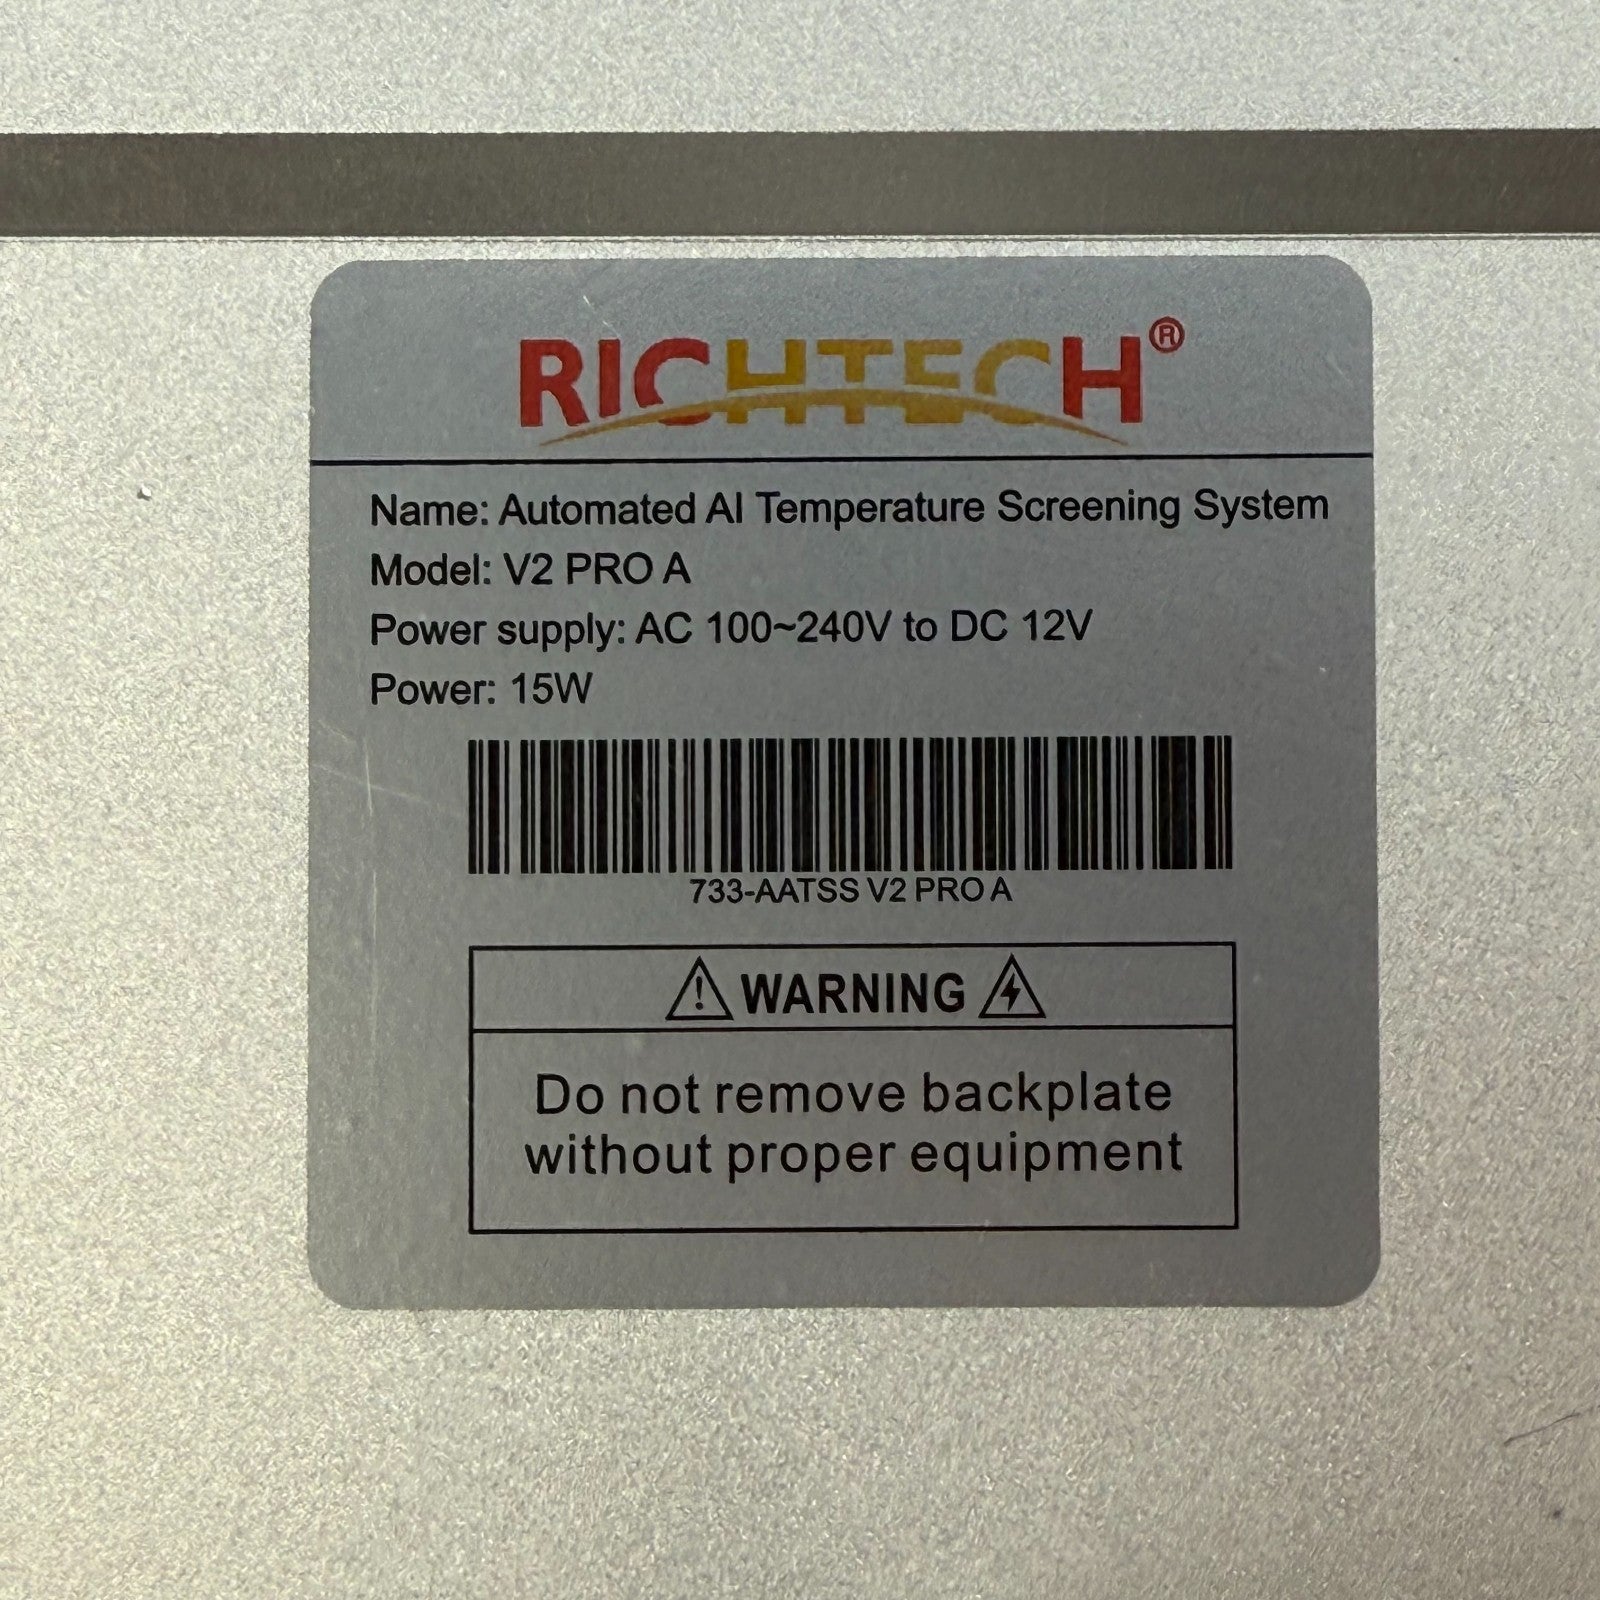 RICHTECH®
Name: Automated AI Temperature Screening System
Model: V2 PRO A
Power supply: AC 100~240V to DC 12V
Power: 15W
733-AATSS V2 PRO A
WARNING
Do not remove backplate
without proper equipment